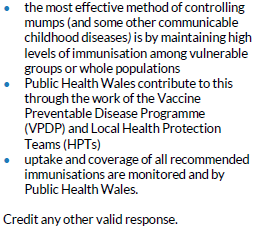 • the most effective method of controlling
mumps (and some other communicable
childhood diseases) is by maintaining high
levels of immunisation among vulnerable
groups or whole populations
• Public Health Wales contribute to this
through the work of the Vaccine
Preventable Disease Programme
(VPDP) and Local Health Protection
Teams (HPTs)
• uptake and coverage of all recommended
immunisations are monitored and by
Public Health Wales.
Credit any other valid response.